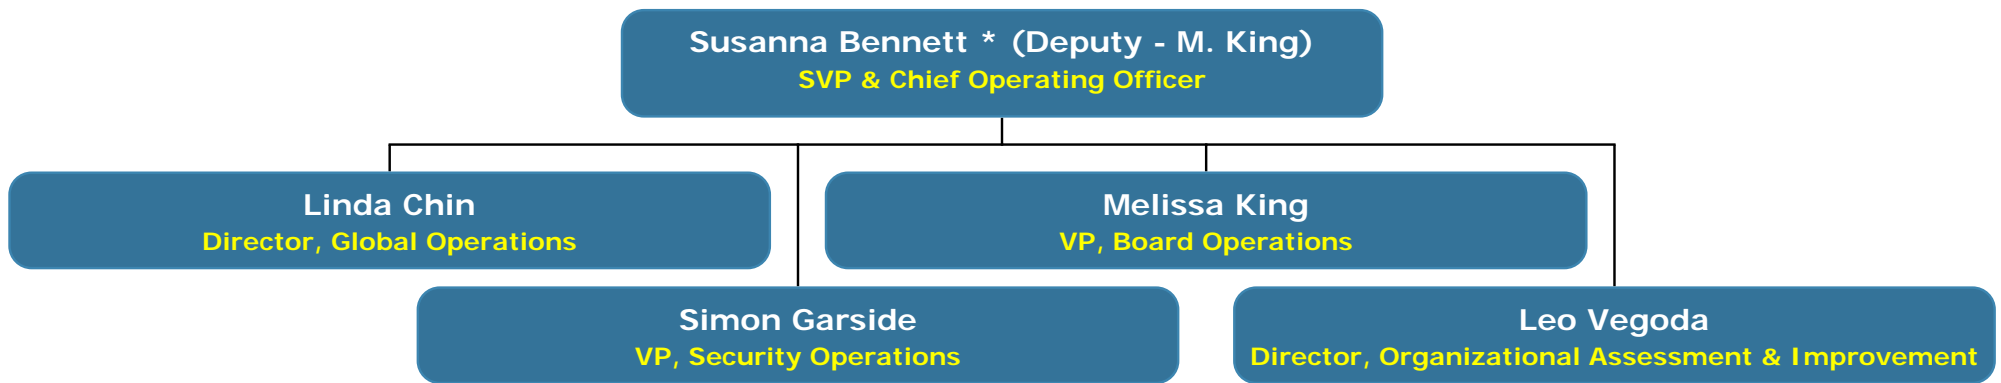 Susanna Bennett * (Deputy - M. King)
SVP & Chief Operating Officer
Linda Chin
Director, Global Operations
Melissa King
VP, Board Operations
Simon Garside
VP, Security Operations
Leo Vegoda
Director, Organizational Assessment & Improvement